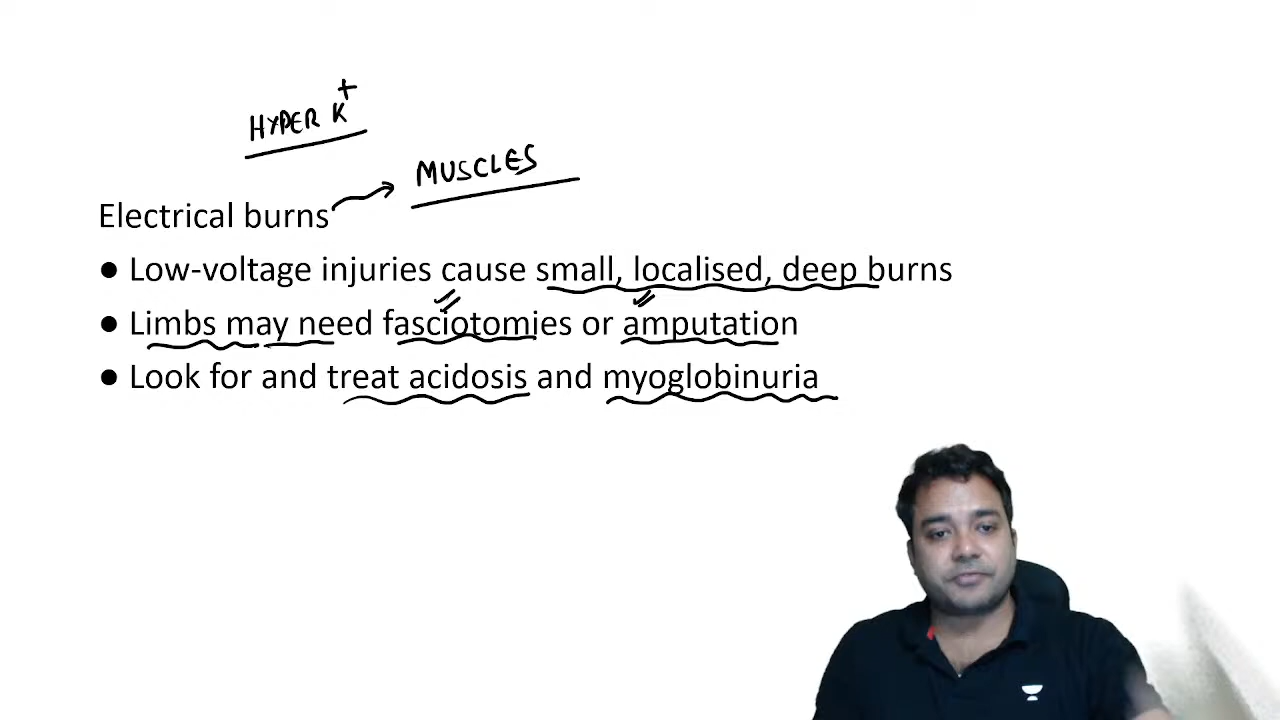 HYPER K+
MUSCLES
Electrical burns
● Low-voltage injuries cause small, localised, deep burns
● Limbs may need fasciotomies or amputation
● Look for and treat acidosis and myoglobinuria